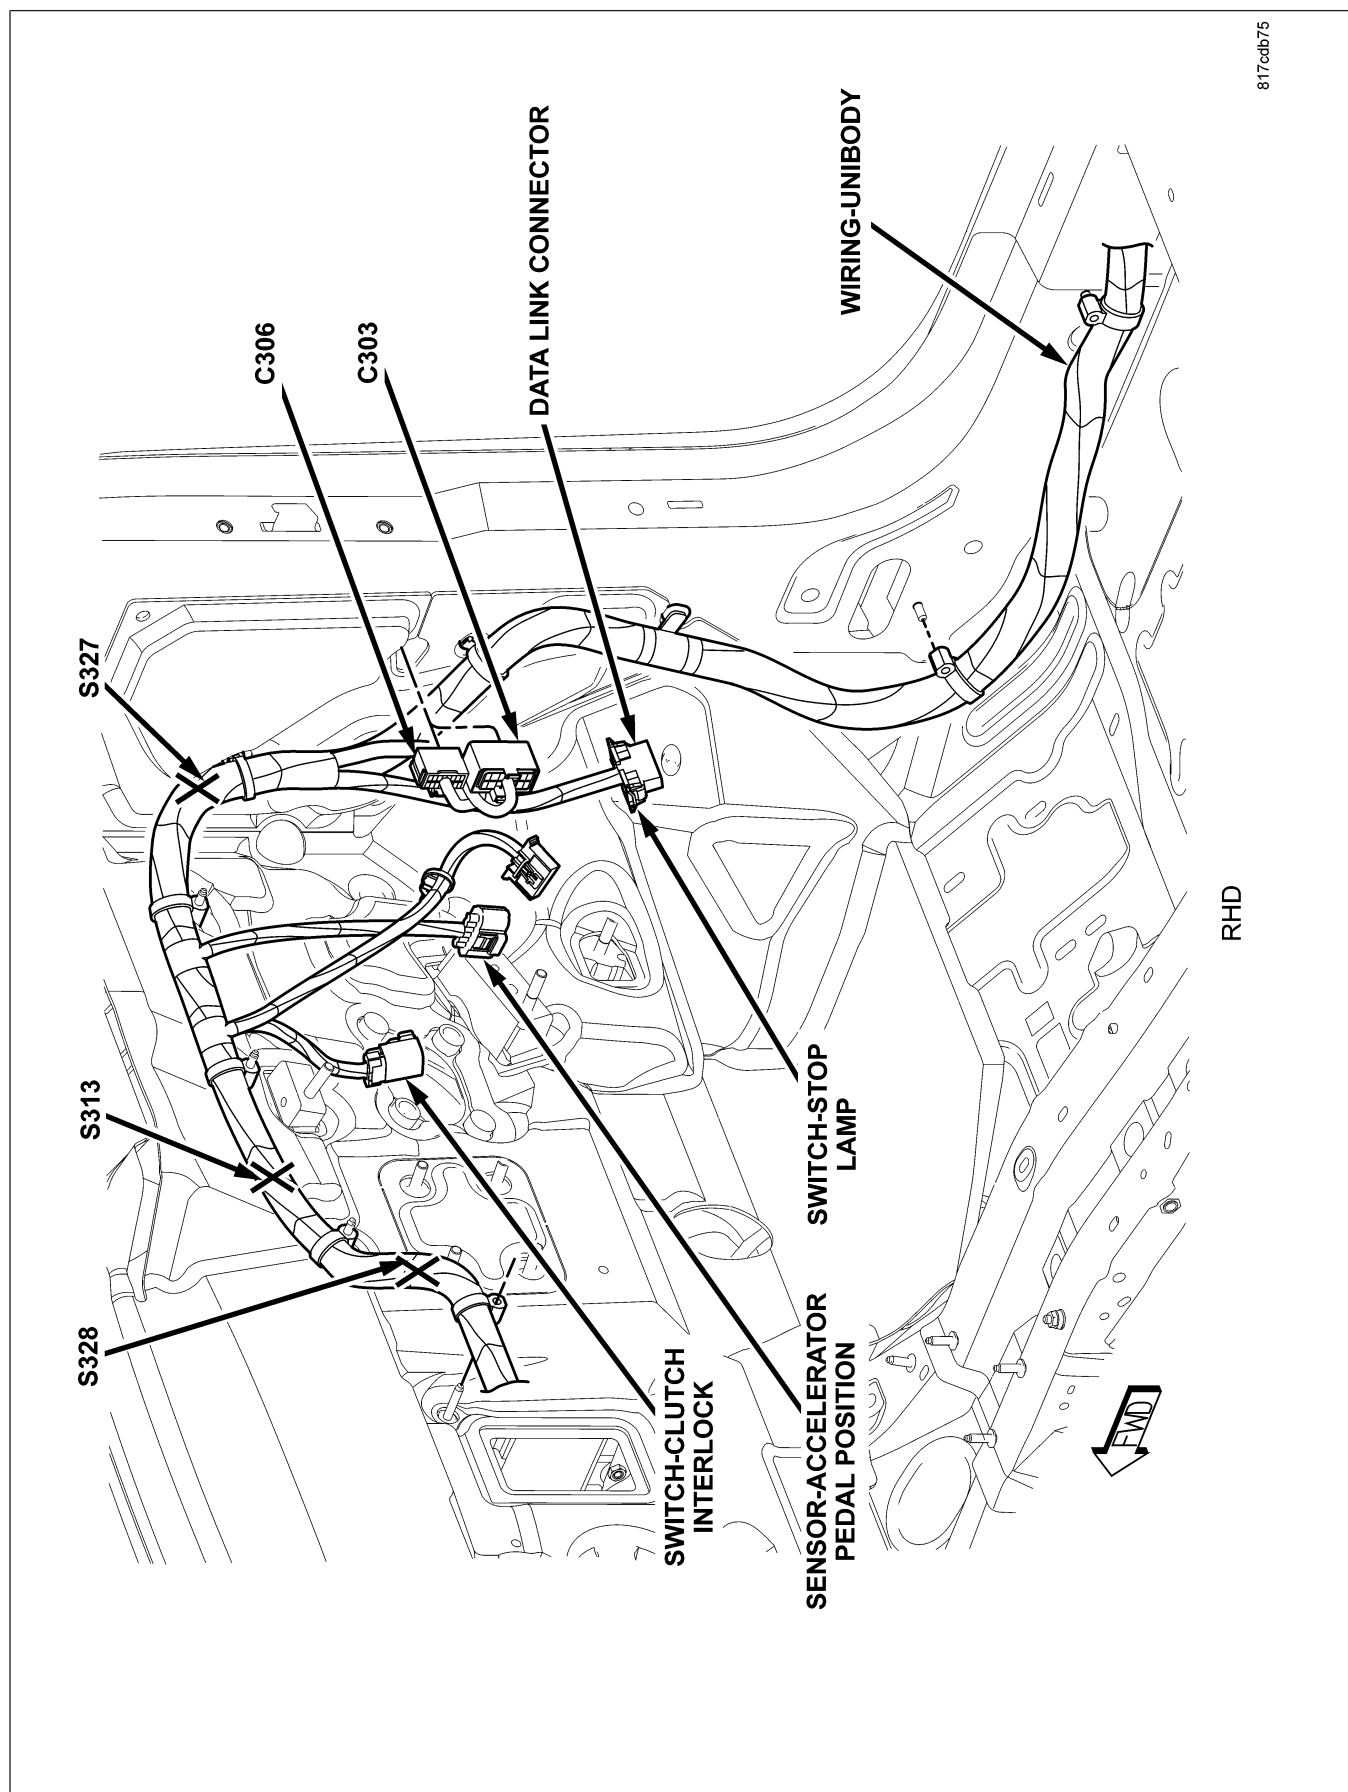 S328
S313
S327
C306
C303
DATA LINK CONNECTOR
WIRING-UNIBODY
SWITCH-CLUTCH
INTERLOCK
SENSOR-ACCELERATOR
PEDAL POSITION
SWITCH-STOP
LAMP
FWD
RHD
817cdb75